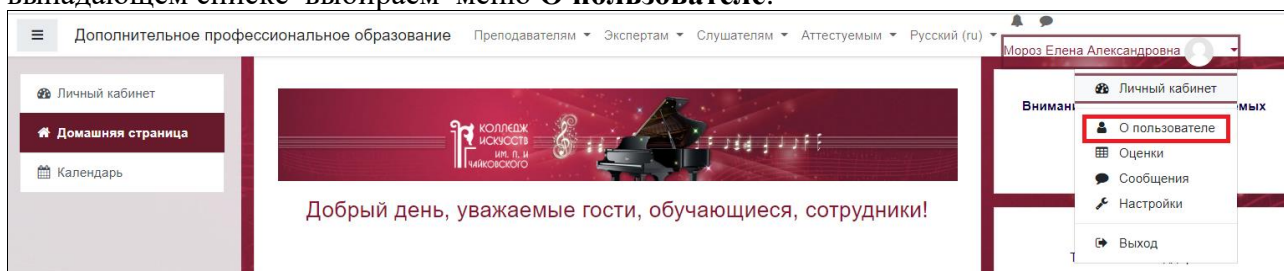 выпадающем списке выбираем меню О пользователе.
Дополнительное профессиональное образование Преподавателям Экспертам Слушателям Аттестуемым Русский (ru)
Мороз Елена Александровна
Личный кабинет
Домашняя страница
Календарь
КОЛЛЕДЖ
ИСКУССТВ
ИМ. П. И
ЧАЙКОВСКОГО
Добрый день, уважаемые гости, обучающиеся, сотрудники!
Личный кабинет
О пользователе
Оценки
Сообщения
Настройки
Выход